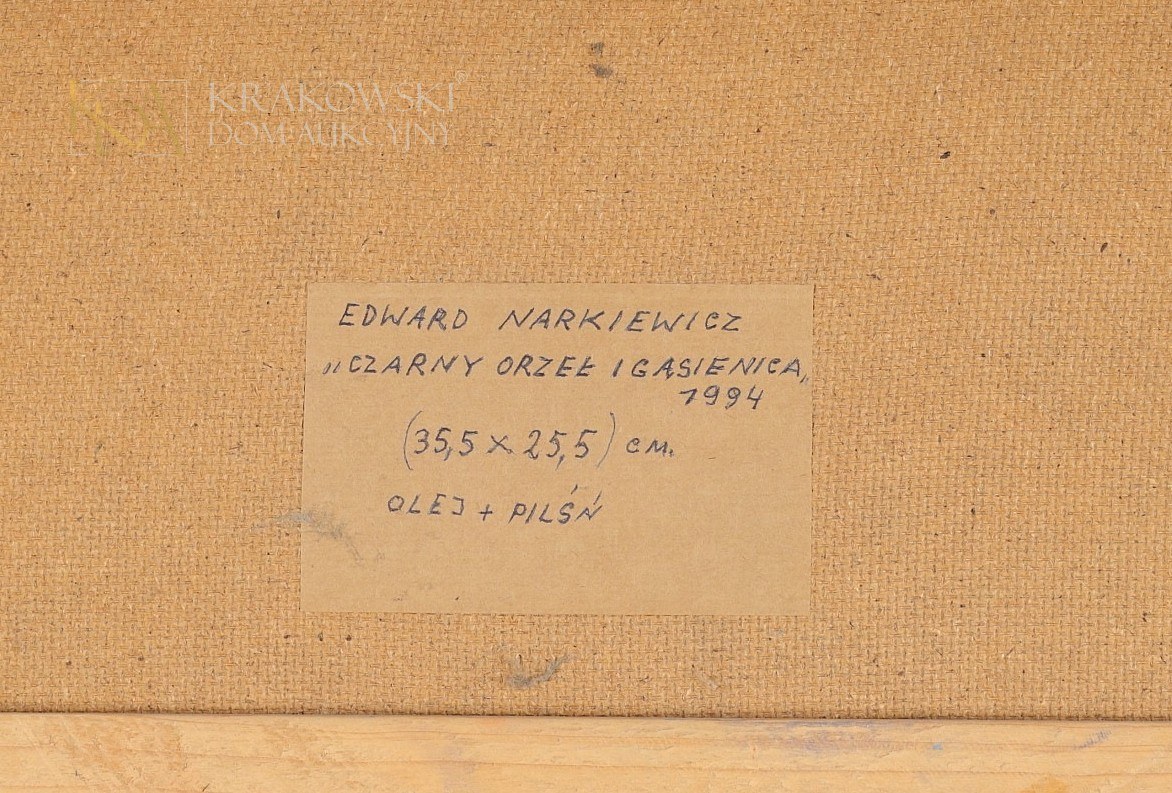 KRAKOWSKI
DOM AUKCYJNY
EDWARD NARKIEWICZ
„CZARNY ORZEŁ I GĄSIENICA„
1994
(35,5 x 25,5) cm.
OLEJ + PILŚŃ